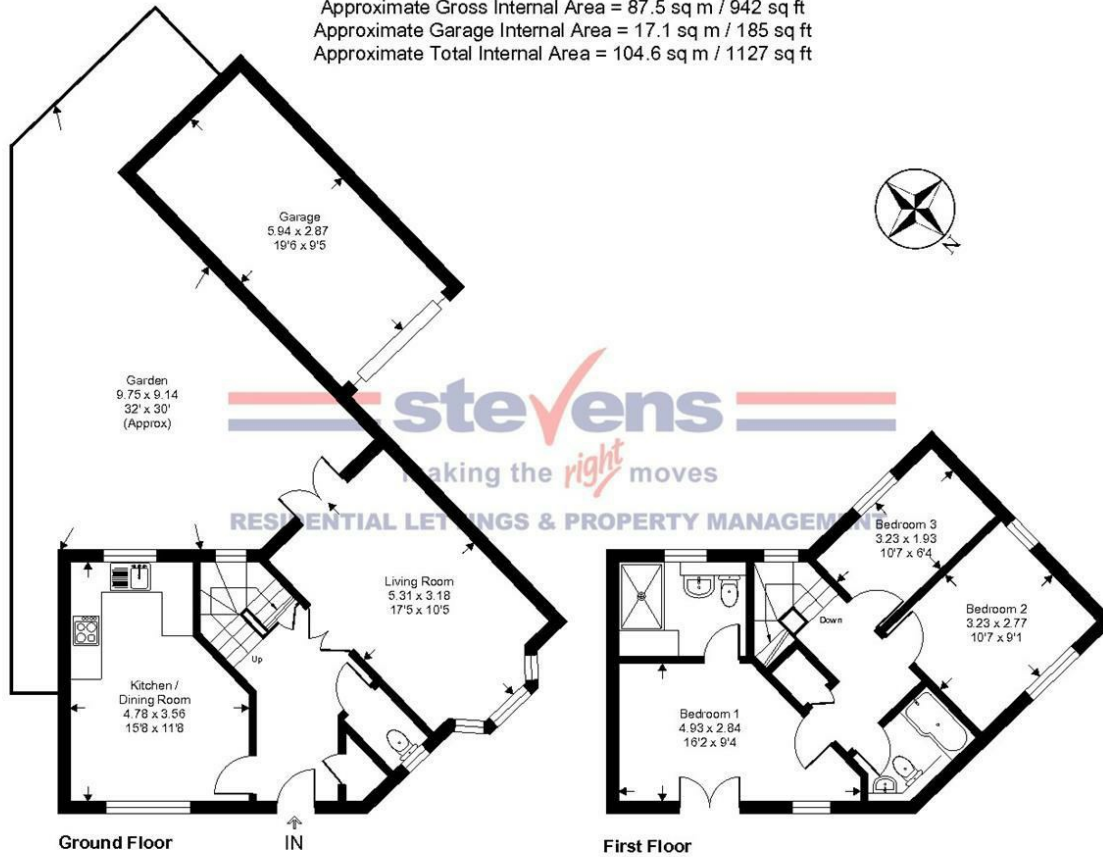 Approximate Gross Internal Area = 87.5 sq m / 942 sq ft
Approximate Garage Internal Area = 17.1 sq m / 185 sq ft
Approximate Total Internal Area = 104.6 sq m / 1127 sq ft
Garage
5.94 x 2.87
19'6 x 9'5
N
Garden
9.75 x 9.14
32' x 30'
(Approx)
stevens
making the right moves
RESIDENTIAL LETTINGS & PROPERTY MANAGEMENT
Living Room
5.31 x 3.18
17'5 x 10'5
Up
Kitchen /
Dining Room
4.78 x 3.56
15'8 x 11'8
IN
Ground Floor
Bedroom 3
3.23 x 1.93
10'7 x 6'4
Bedroom 2
3.23 x 2.77
10'7 x 9'1
Down
Bedroom 1
4.93 x 2.84
16'2 x 9'4
First Floor